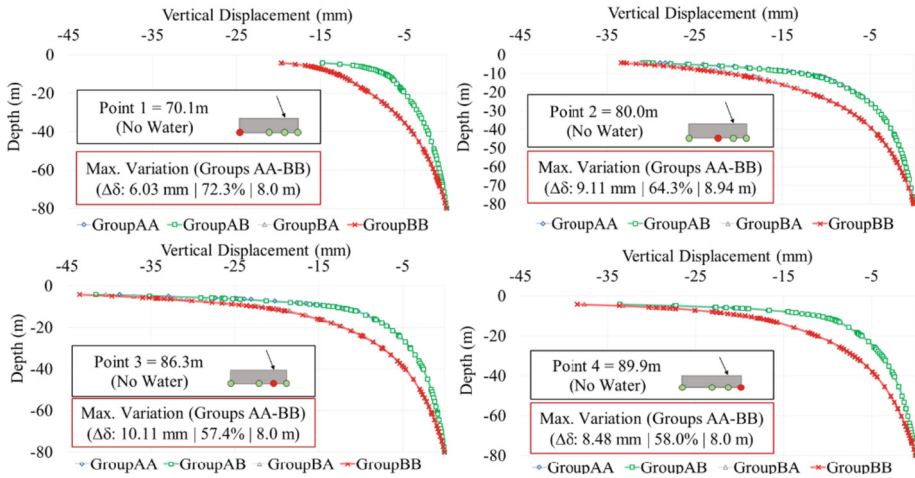 Vertical Displacement (mm)
-45 -35 -25 -15 -5
0
-20
-40
-60
-80
Depth (m)
Point 1 = 70.1m
(No Water)
Max. Variation (Groups AA-BB)
(Δδ: 6.03 mm | 72.3% | 8.0 m)
GroupAA GroupAB GroupBA GroupBB
Vertical Displacement (mm)
-45 -35 -25 -15 -5
0
-10
-20
-30
-40
-50
-60
-70
-80
Depth (m)
Point 2 = 80.0m
(No Water)
Max. Variation (Groups AA-BB)
(Δδ: 9.11 mm | 64.3% | 8.94 m)
GroupAA GroupAB GroupBA GroupBB
Vertical Displacement (mm)
-45 -35 -25 -15 -5
0
-20
-40
-60
-80
Depth (m)
Point 3 = 86.3m
(No Water)
Max. Variation (Groups AA-BB)
(Δδ: 10.11 mm | 57.4% | 8.0 m)
GroupAA GroupAB GroupBA GroupBB
Vertical Displacement (mm)
-45 -35 -25 -15 -5
0
-20
-40
-60
-80
Depth (m)
Point 4 = 89.9m
(No Water)
Max. Variation (Groups AA-BB)
(Δδ: 8.48 mm | 58.0% | 8.0 m)
GroupAA GroupAB GroupBA GroupBB